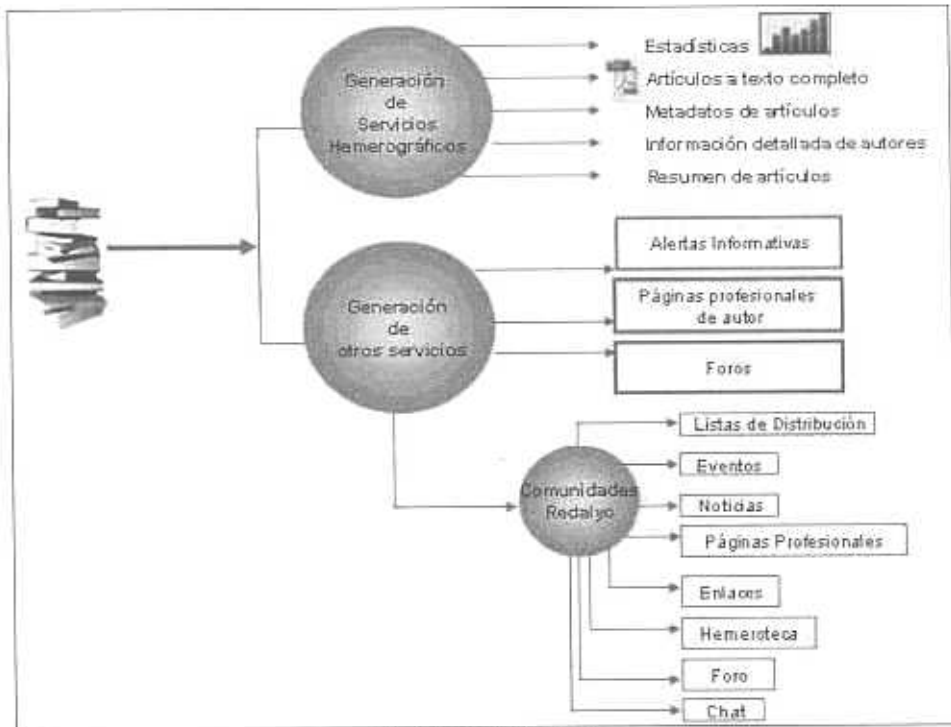 Generación
de
Servicios
Hemerográficos
Estadísticas
Artículos a texto completo
Metadatos de artículos
Información detallada de autores
Resumen de artículos
Generación
de
otros servicios
Alertas Informativas
Páginas profesionales
de autor
Foros
Comunidades
Redalyc
Listas de Distribución
Eventos
Noticias
Páginas Profesionales
Enlaces
Hemeroteca
Foro
Chat